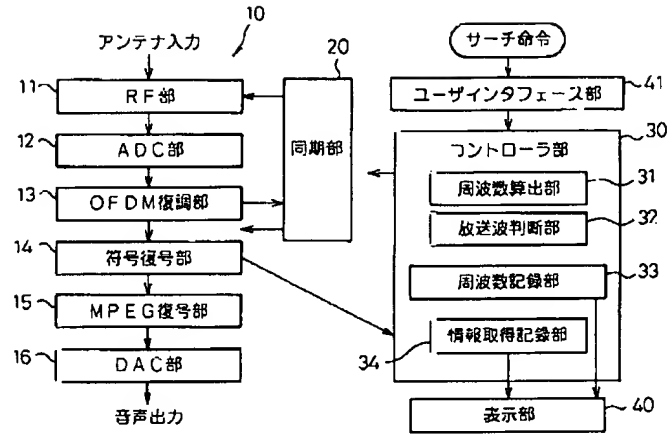 10
アンテナ入力
11
RF部
12
ADC部
13
OFDM復調部
14
符号復号部
15
MPEG復号部
16
DAC部
音声出力
20
同期部
サーチ命令
41
ユーザインタフェース部
30
コントローラ部
31
周波数算出部
32
放送波判断部
33
周波数記録部
34
情報取得記録部
40
表示部